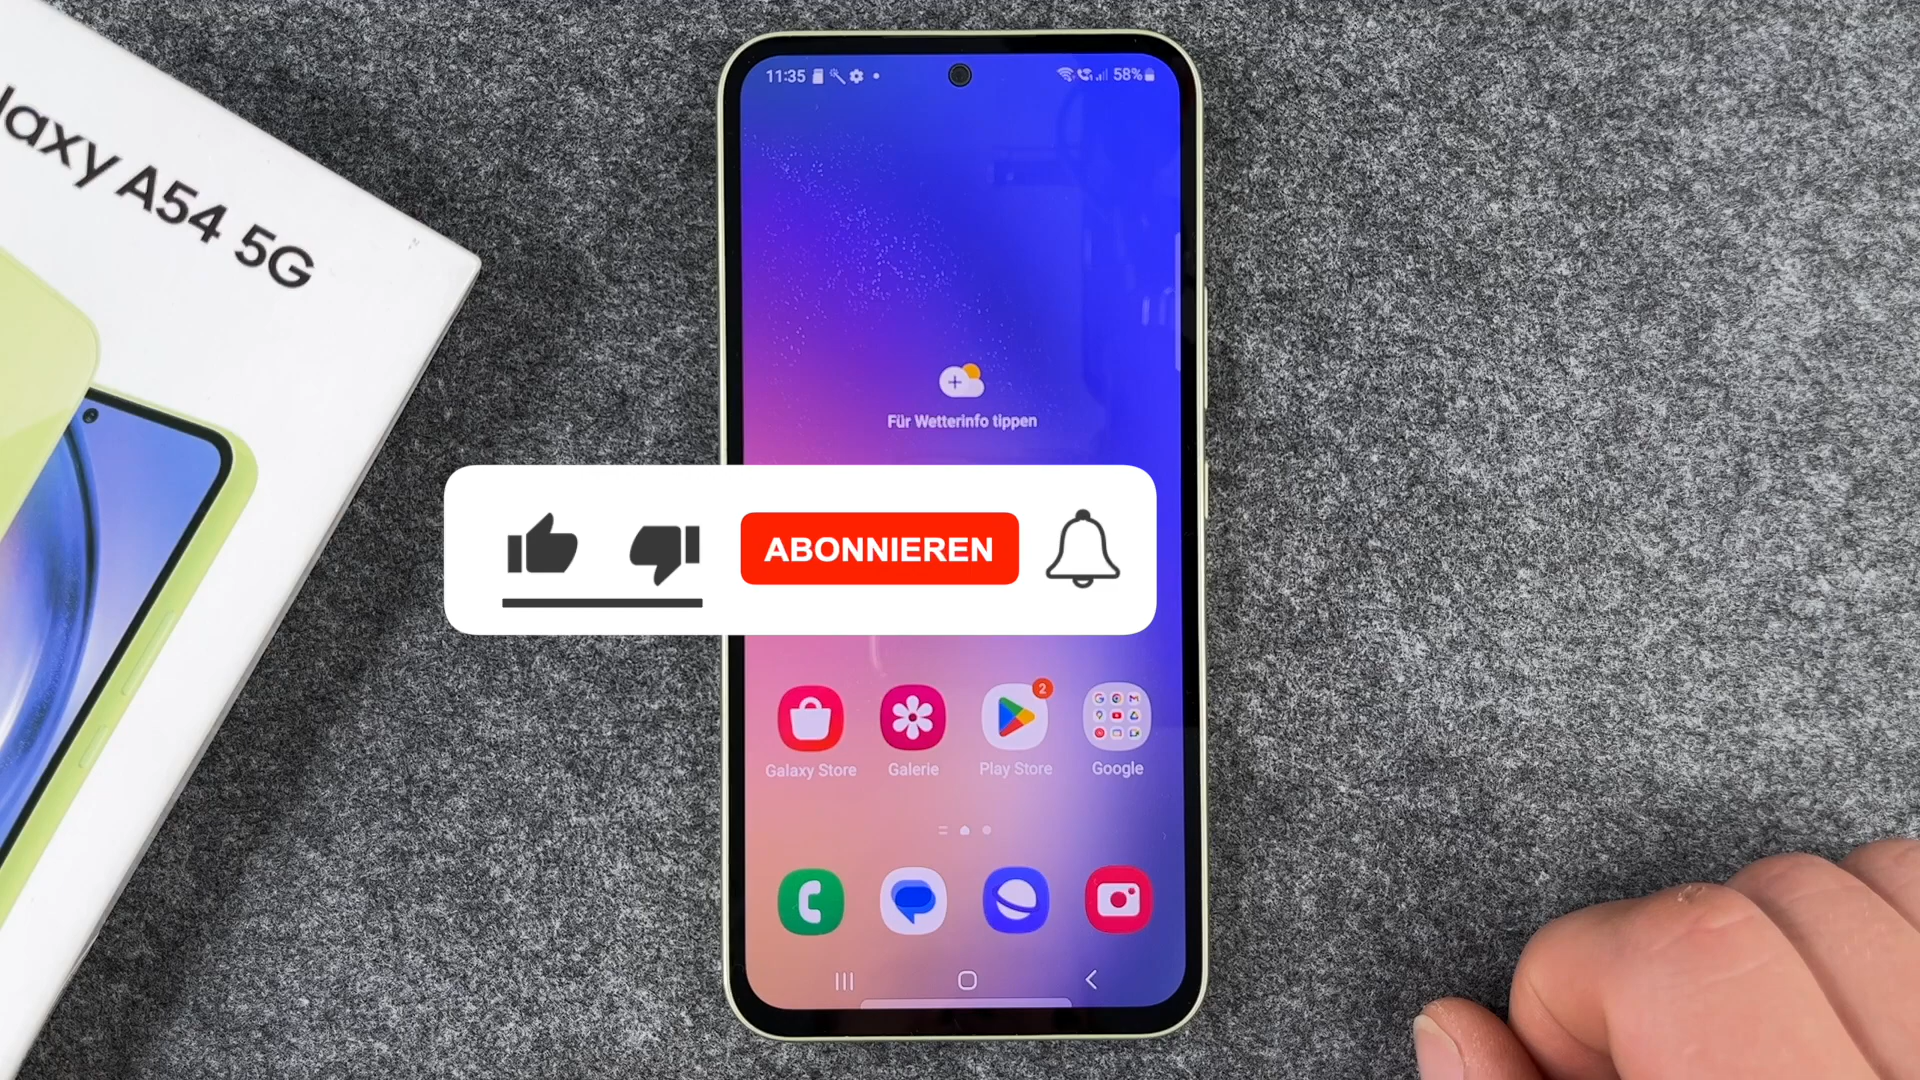 laxy A54 5G
11:35
58%
Für Wetterinfo tippen
ABONNIEREN
2
Galaxy Store
Galerie
Play Store
Google